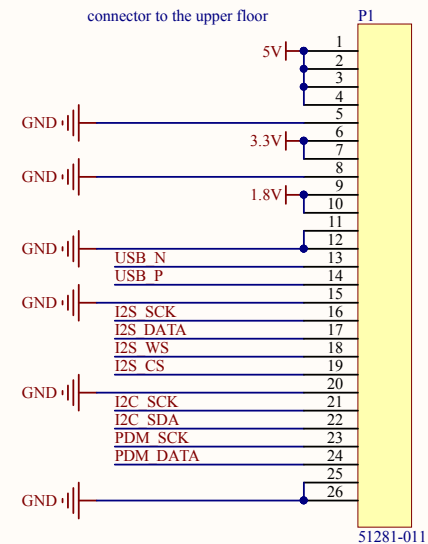 connector to the upper floor
P1
5V 1
2
3
4
GND 5
3.3V 6
7
GND 8
1.8V 9
10
11
GND 12
USB_N 13
USB_P 14
GND 15
I2S_SCK 16
I2S_DATA 17
I2S_WS 18
I2S_CS 19
GND 20
I2C_SCK 21
I2C_SDA 22
PDM_SCK 23
PDM_DATA 24
25
GND 26
51281-011